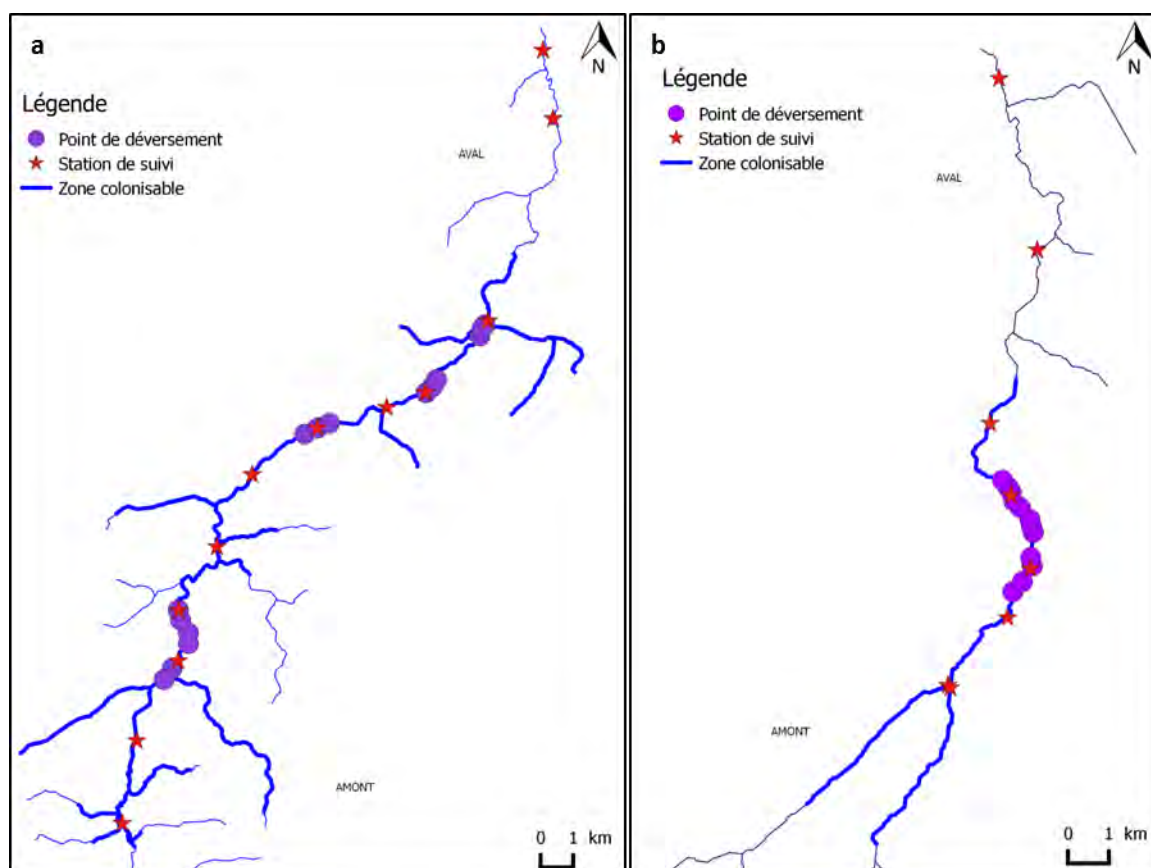 a
N
Légende
Point de déversement
Station de suivi
Zone colonisable
AVAL
AMONT
0 1 km
b
N
Légende
Point de déversement
Station de suivi
Zone colonisable
AVAL
AMONT
0 1 km